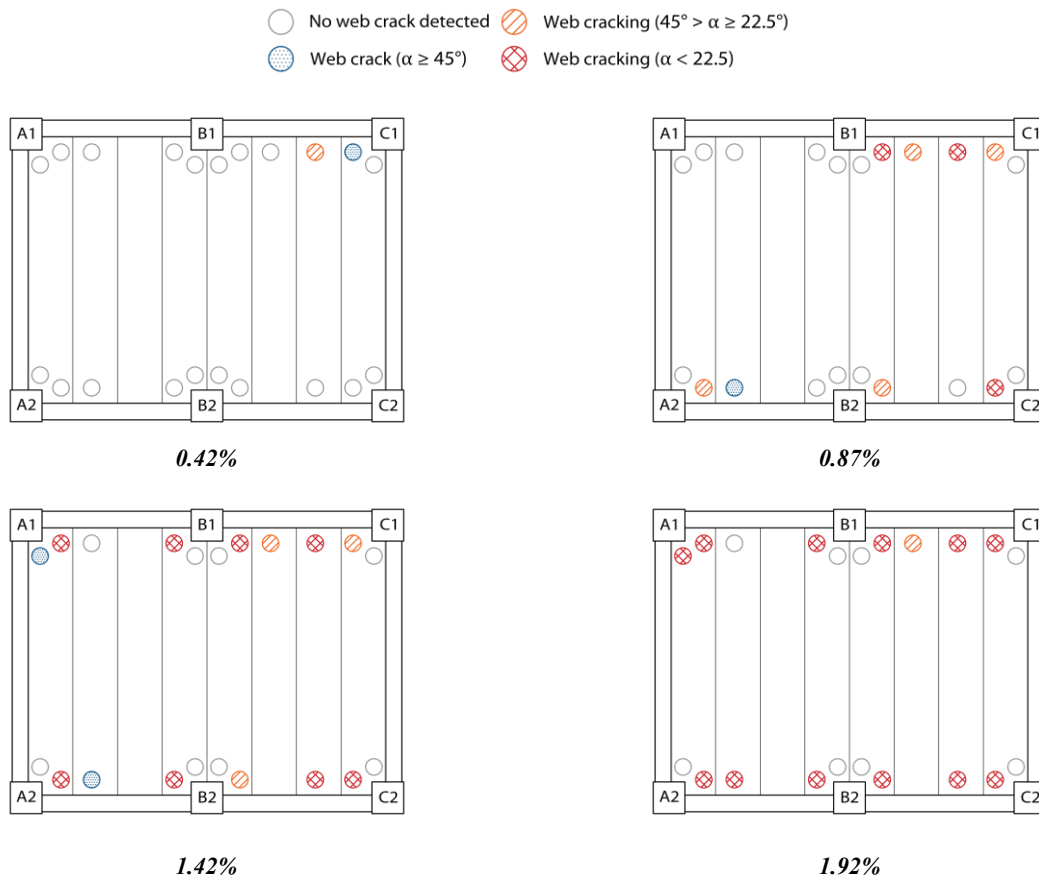 No web crack detected
Web cracking (45° > α ≥ 22.5°)
Web crack (α ≥ 45°)
Web cracking (α < 22.5)
A1 B1 C1
A2 B2 C2
0.42%
A1 B1 C1
A2 B2 C2
0.87%
A1 B1 C1
A2 B2 C2
1.42%
A1 B1 C1
A2 B2 C2
1.92%